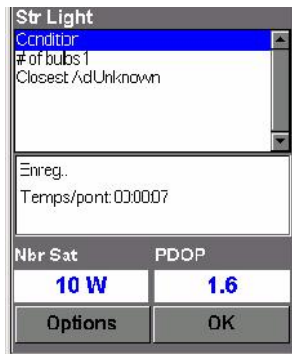 Str Light
Condition
# of bulbs 1
Closest AdUnknown
Enreg..
Temps/pont: 00:00:07
Nbr Sat PDOP
10 W 1.6
Options OK